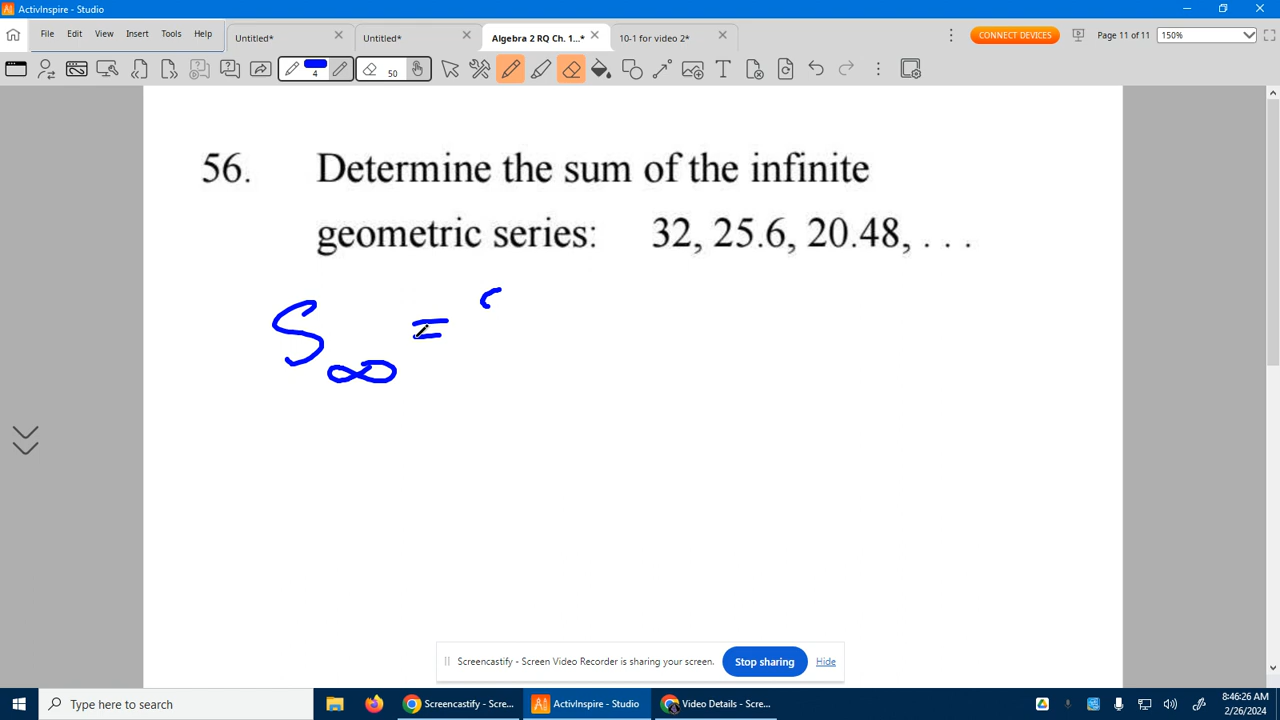 ActivInspire - Studio
File Edit View Insert Tools Help
Untitled*
Untitled*
Algebra 2 RQ Ch. 1...*
10-1 for video 2*
CONNECT DEVICES
Page 11 of 11
150%
4
50
56. Determine the sum of the infinite
geometric series: 32, 25.6, 20.48, . . .
S∞ =
Screencastify - Screen Video Recorder is sharing your screen.
Stop sharing
Hide
Type here to search
Screencastify - Scre...
ActivInspire - Studio
Video Details - Scre...
8:46:26 AM
2/26/2024